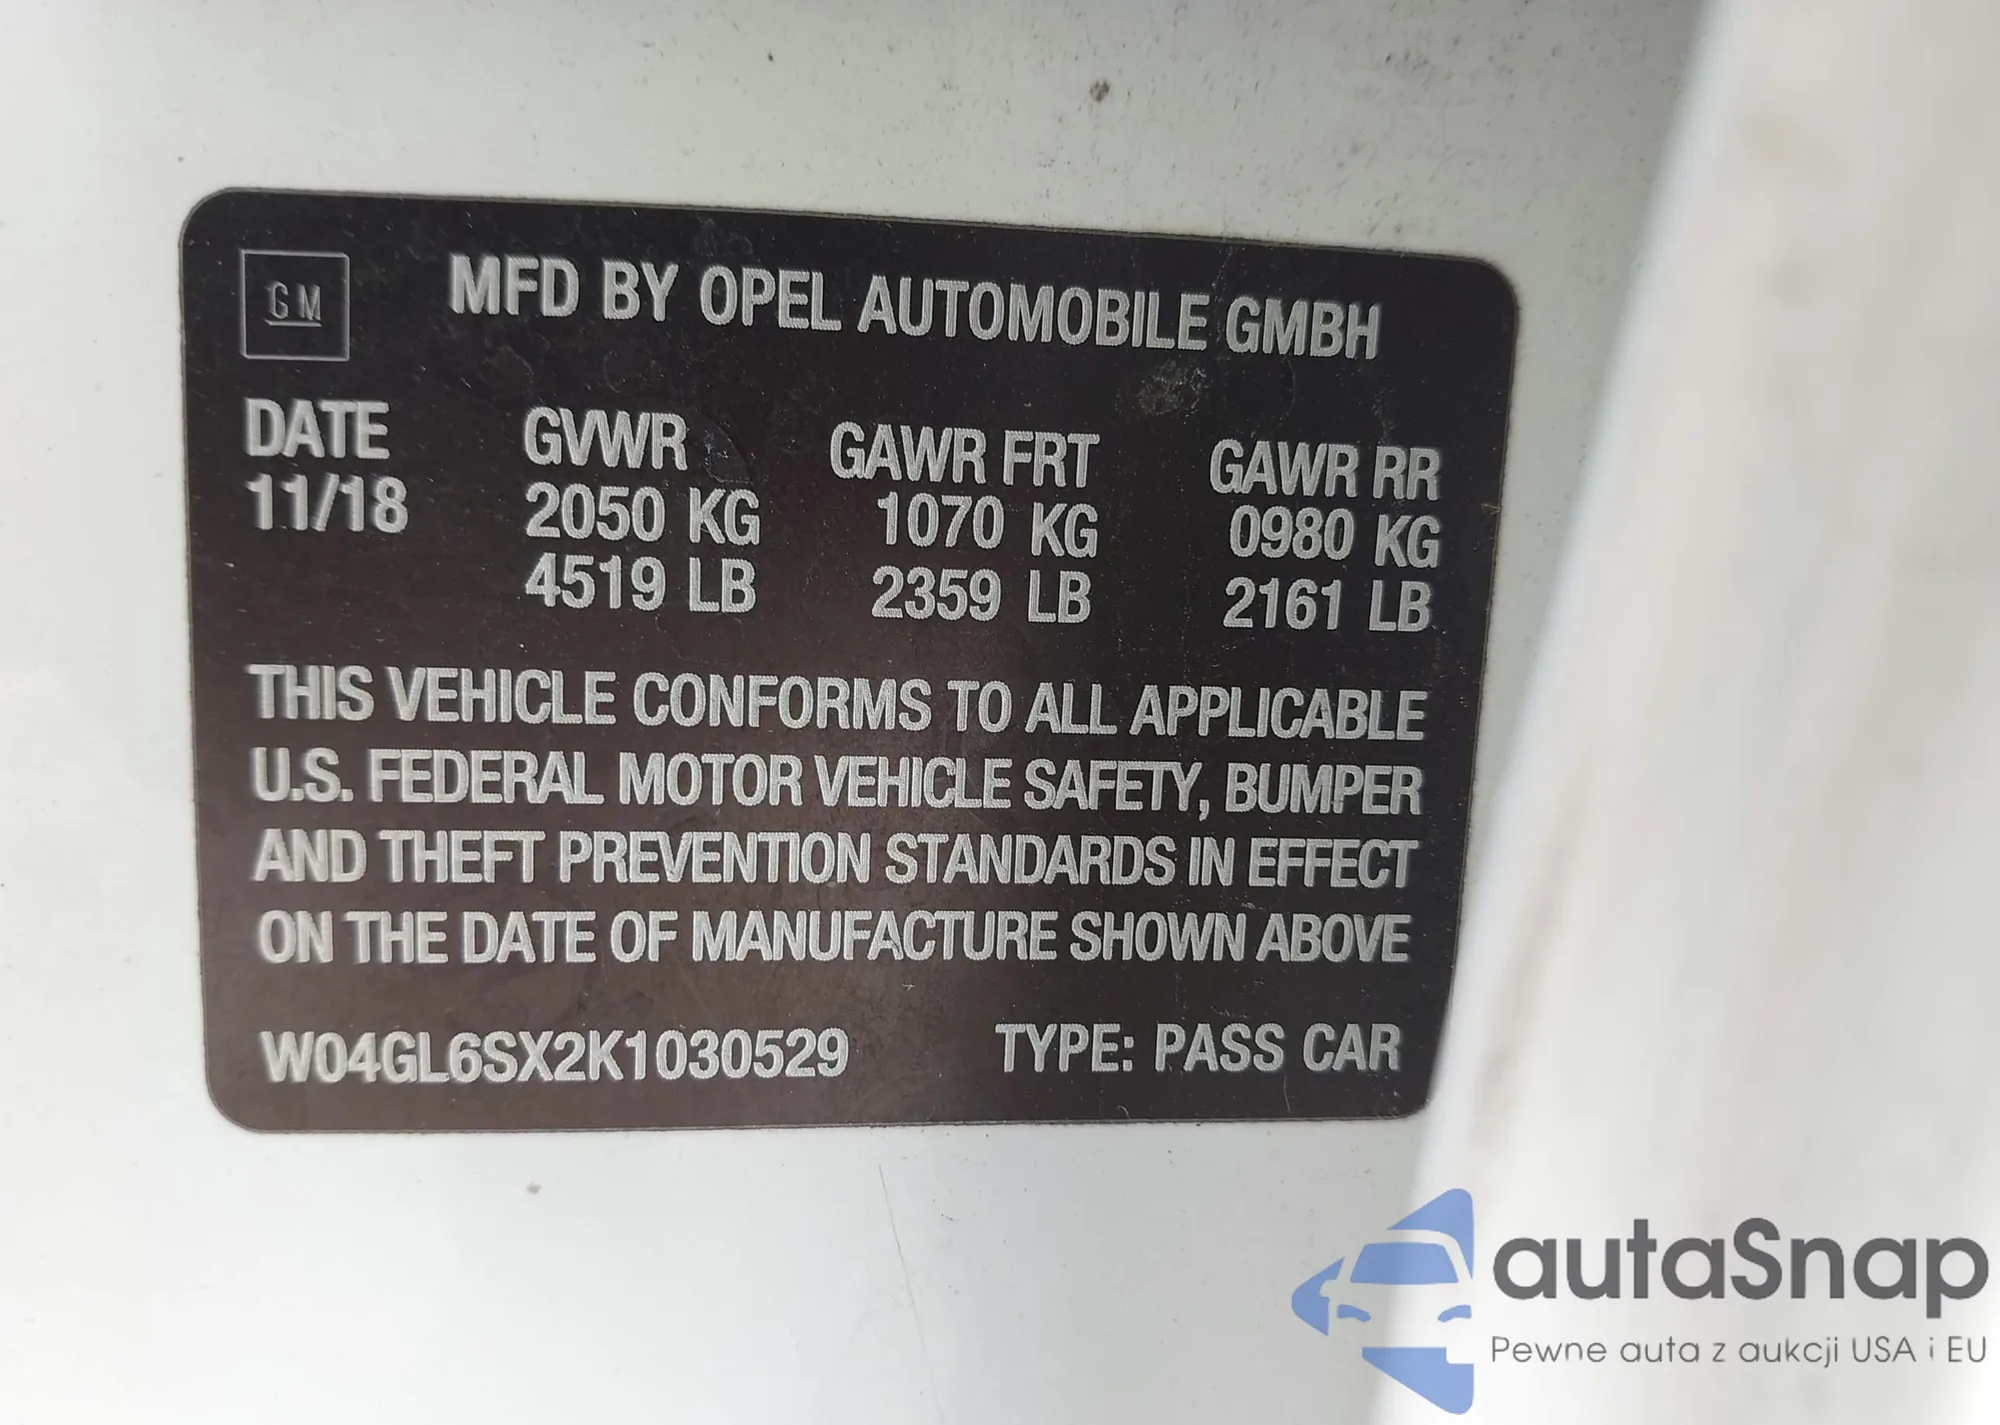 GM
MFD BY OPEL AUTOMOBILE GMBH
DATE GVWR GAWR FRT GAWR RR
11/18 2050 KG 1070 KG 0980 KG
4519 LB 2359 LB 2161 LB
THIS VEHICLE CONFORMS TO ALL APPLICABLE
U.S. FEDERAL MOTOR VEHICLE SAFETY, BUMPER
AND THEFT PREVENTION STANDARDS IN EFFECT
ON THE DATE OF MANUFACTURE SHOWN ABOVE
W04GL6SX2K1030529 TYPE: PASS CAR
autaSnap
Pewne auta z aukcji USA i EU